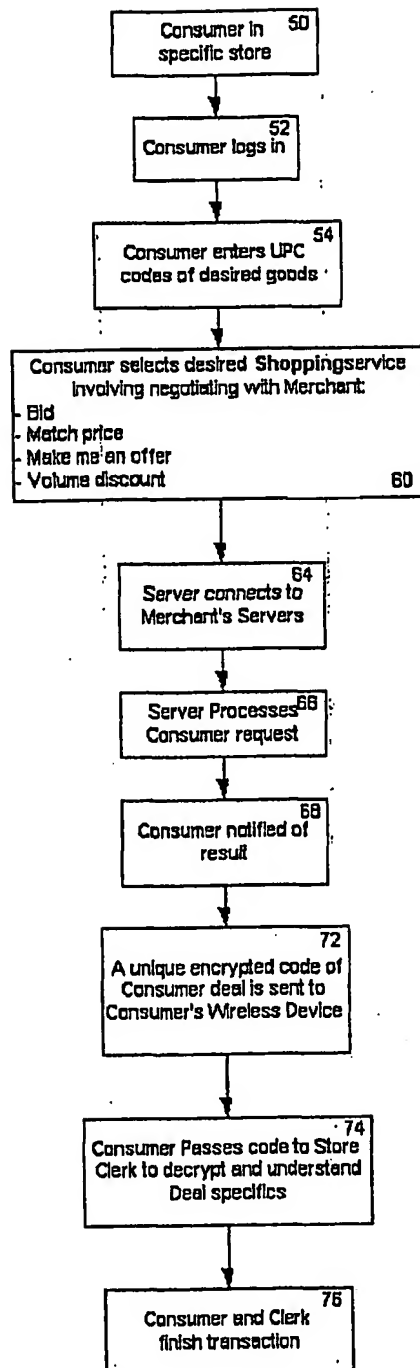 Consumer in 50
specific store
52
Consumer logs in
54
Consumer enters UPC
codes of desired goods
Consumer selects desired Shoppingservice
involving negotiating with Merchant:
- Bid
- Match price
- Make me an offer
- Volume discount 60
64
Server connects to
Merchant's Servers
Server Processes 66
Consumer request
68
Consumer notified of
result
72
A unique encrypted code of
Consumer deal is sent to
Consumer's Wireless Device
74
Consumer Passes code to Store
Clerk to decrypt and understand
Deal specifics
76
Consumer and Clerk
finish transaction